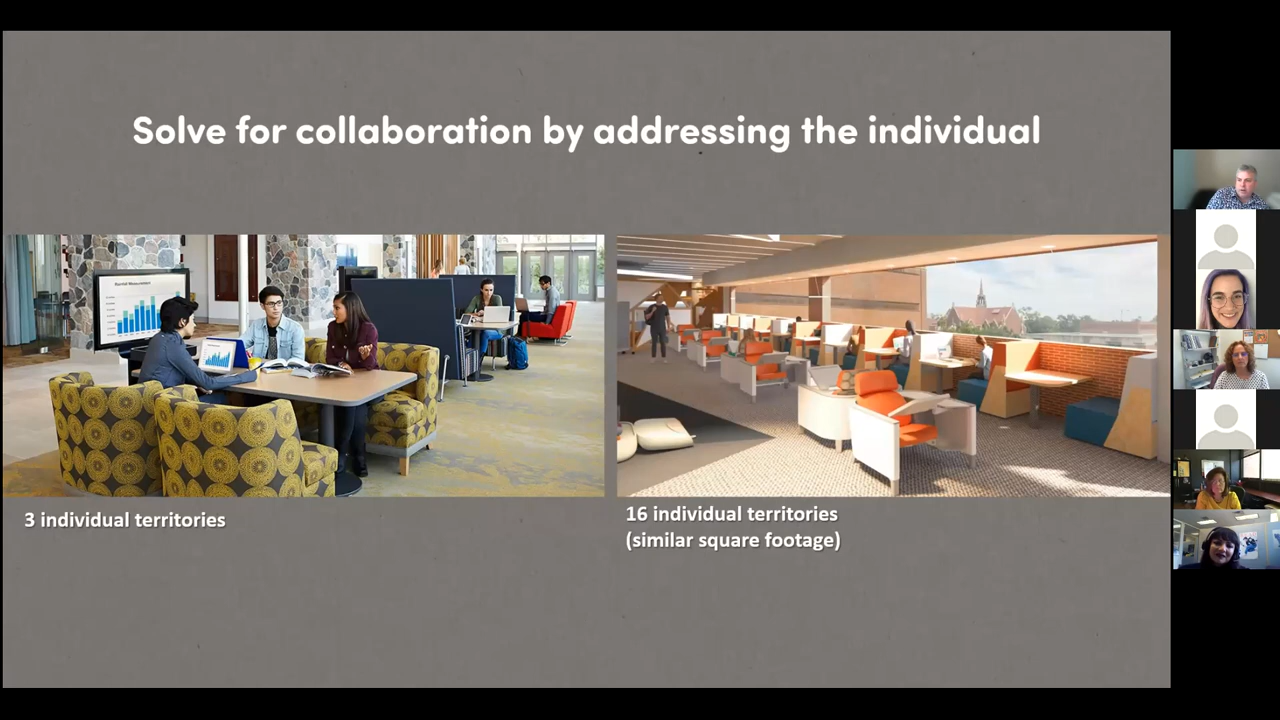 Solve for collaboration by addressing the individual
3 individual territories
16 individual territories
(similar square footage)